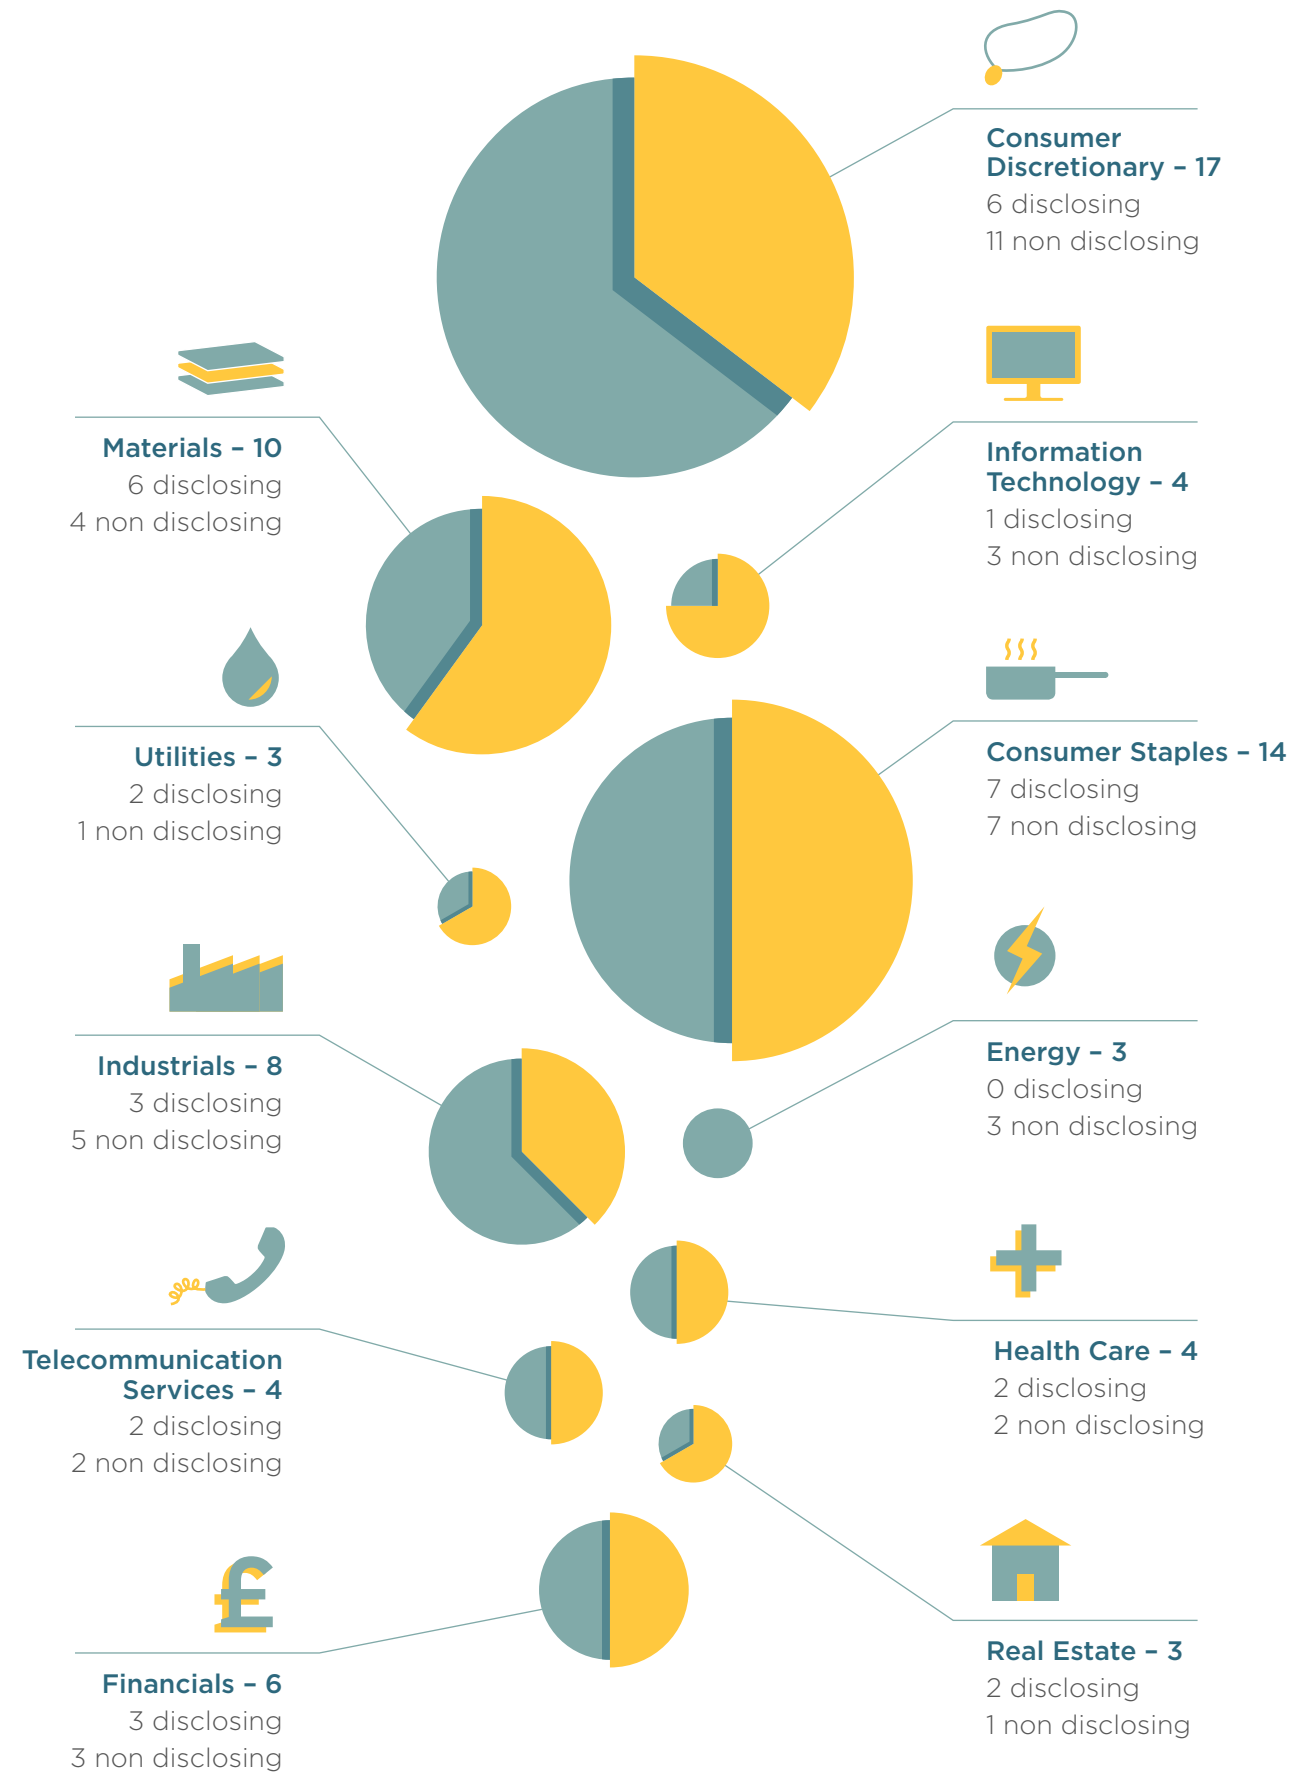 Consumer
Discretionary – 17
6 disclosing
11 non disclosing
Materials – 10
6 disclosing
4 non disclosing
Information
Technology – 4
1 disclosing
3 non disclosing
Utilities – 3
2 disclosing
1 non disclosing
Consumer Staples – 14
7 disclosing
7 non disclosing
Industrials – 8
3 disclosing
5 non disclosing
Energy – 3
0 disclosing
3 non disclosing
Telecommunication
Services – 4
2 disclosing
2 non disclosing
Health Care – 4
2 disclosing
2 non disclosing
Financials – 6
3 disclosing
3 non disclosing
Real Estate – 3
2 disclosing
1 non disclosing